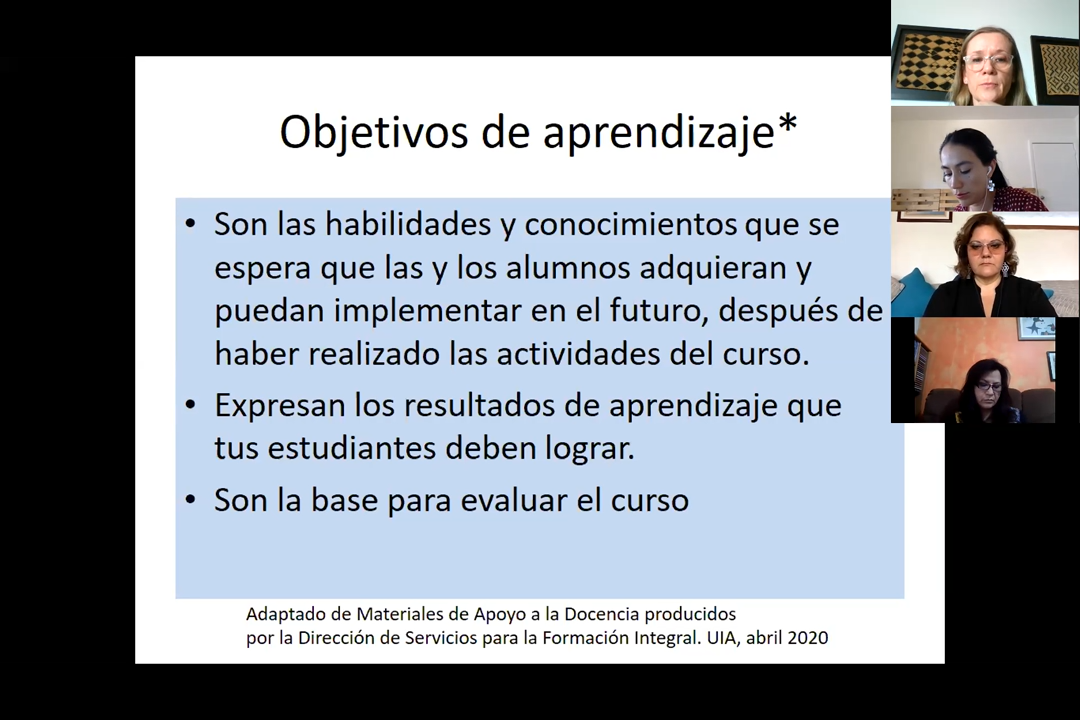 Objetivos de aprendizaje*
• Son las habilidades y conocimientos que se
espera que las y los alumnos adquieran y
puedan implementar en el futuro, después de
haber realizado las actividades del curso.
• Expresan los resultados de aprendizaje que
tus estudiantes deben lograr.
• Son la base para evaluar el curso
Adaptado de Materiales de Apoyo a la Docencia producidos
por la Dirección de Servicios para la Formación Integral. UIA, abril 2020